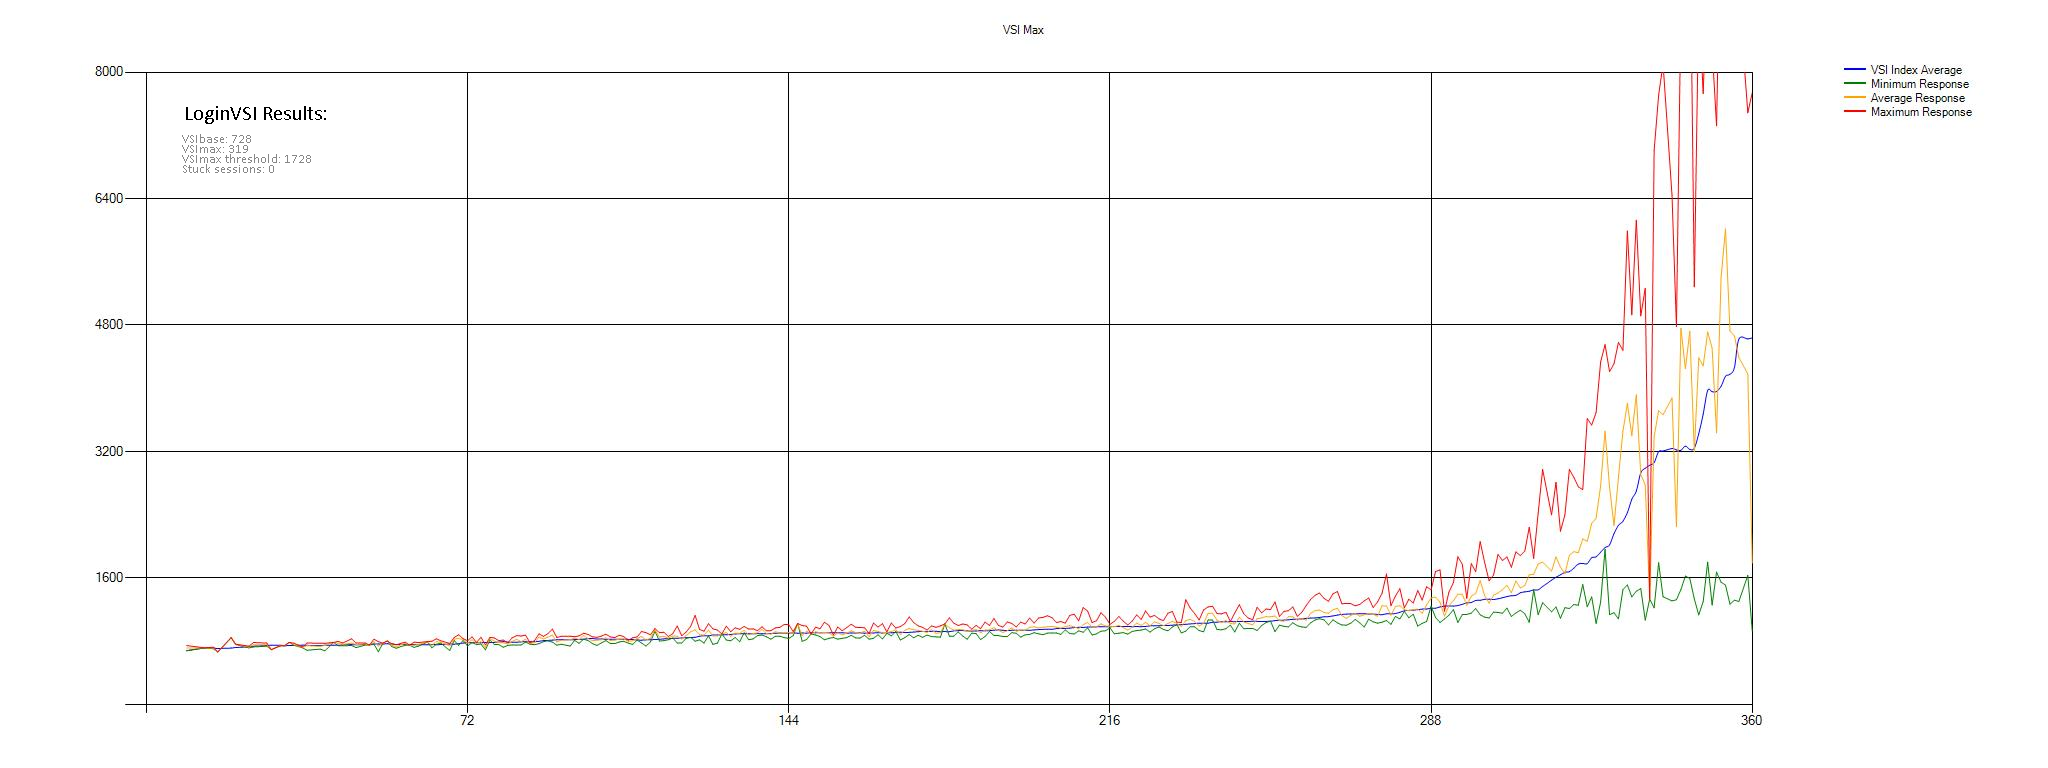 VSI Max
8000
6400
4800
3200
1600
LoginVSI Results:
VSIbase: 728
VSImax: 319
VSImax threshold: 1728
Stuck sessions: 0
72
144
216
288
360
VSI Index Average
Minimum Response
Average Response
Maximum Response